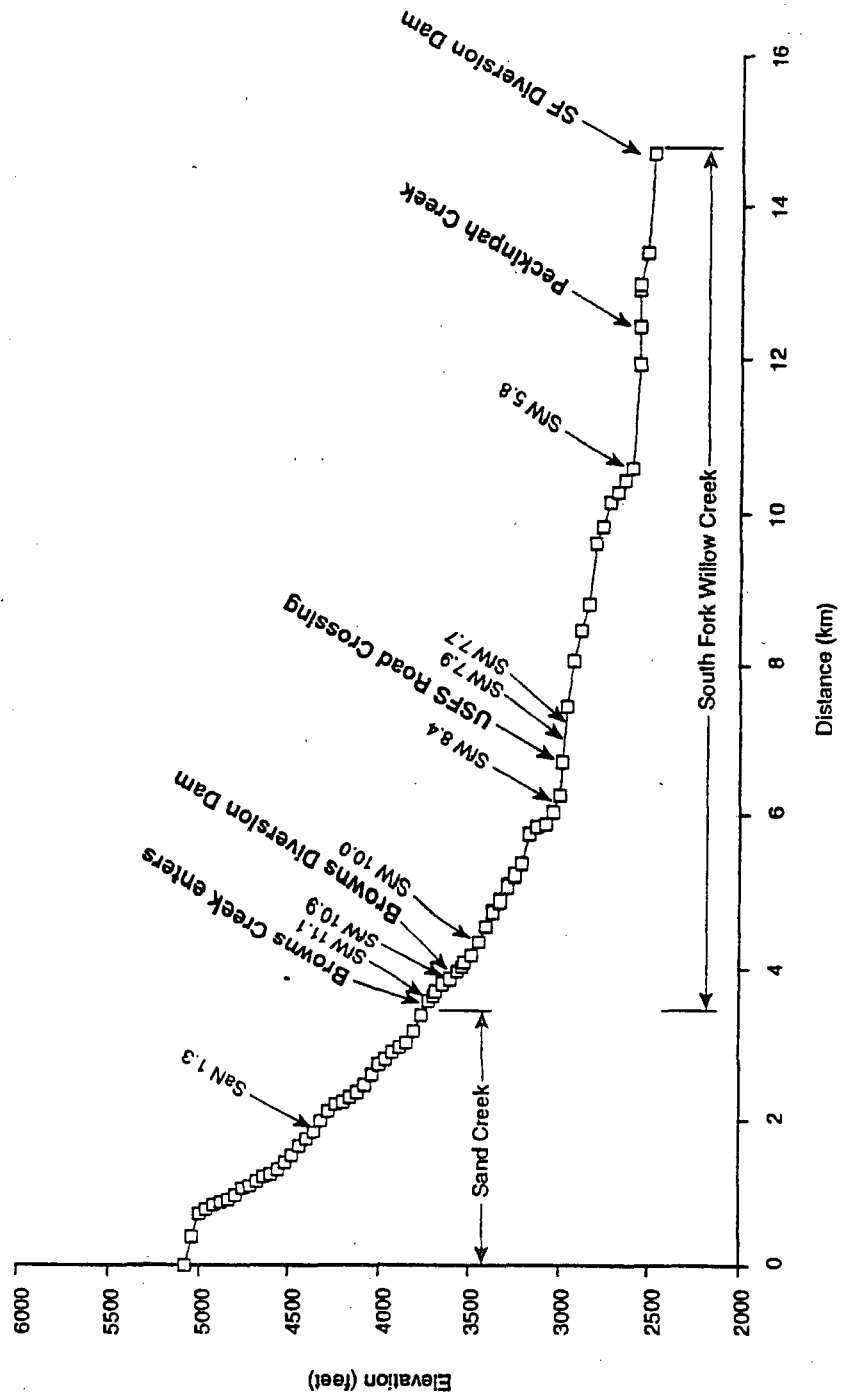 SF Diversion Dam
Peckinpah Creek
SfW 5.8
USFS Road Crossing
SfW 7.7
SfW 7.9
SfW 8.4
Browns Diversion Dam
SfW 10.0
SfW 10.9
SfW 11.1
Browns Creek enters
SaN 1.3
Sand Creek
South Fork Willow Creek
Elevation (feet)
6000
5000
4500
4000
3500
3000
2500
2000
0
2
4
6
8
10
12
14
16
Distance (km)